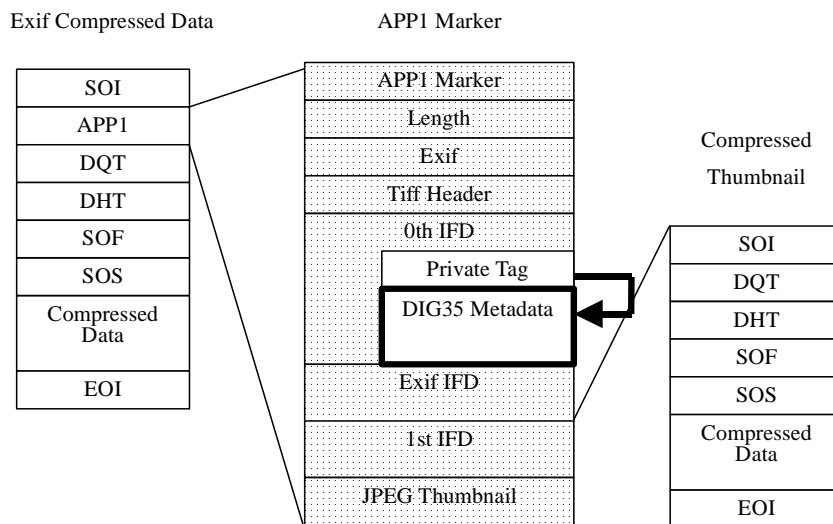 Exif Compressed Data
SOI
APP1
DQT
DHT
SOF
SOS
Compressed
Data
EOI
APP1 Marker
APP1 Marker
Length
Exif
Tiff Header
0th IFD
Private Tag
DIG35 Metadata
Exif IFD
1st IFD
JPEG Thumbnail
Compressed
Thumbnail
SOI
DQT
DHT
SOF
SOS
Compressed
Data
EOI